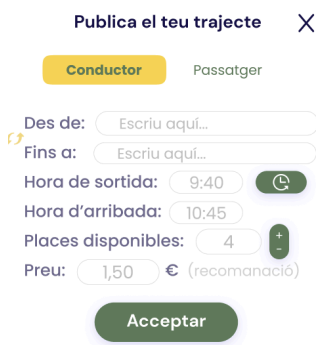 Publica el teu trajecte X
Conductor Passatger
Des de: Escriu aquí...
Fins a: Escriu aquí...
Hora de sortida: 9:40
Hora d'arribada: 10:45
Places disponibles: 4 + -
Preu: 1,50 € (recomanació)
Acceptar